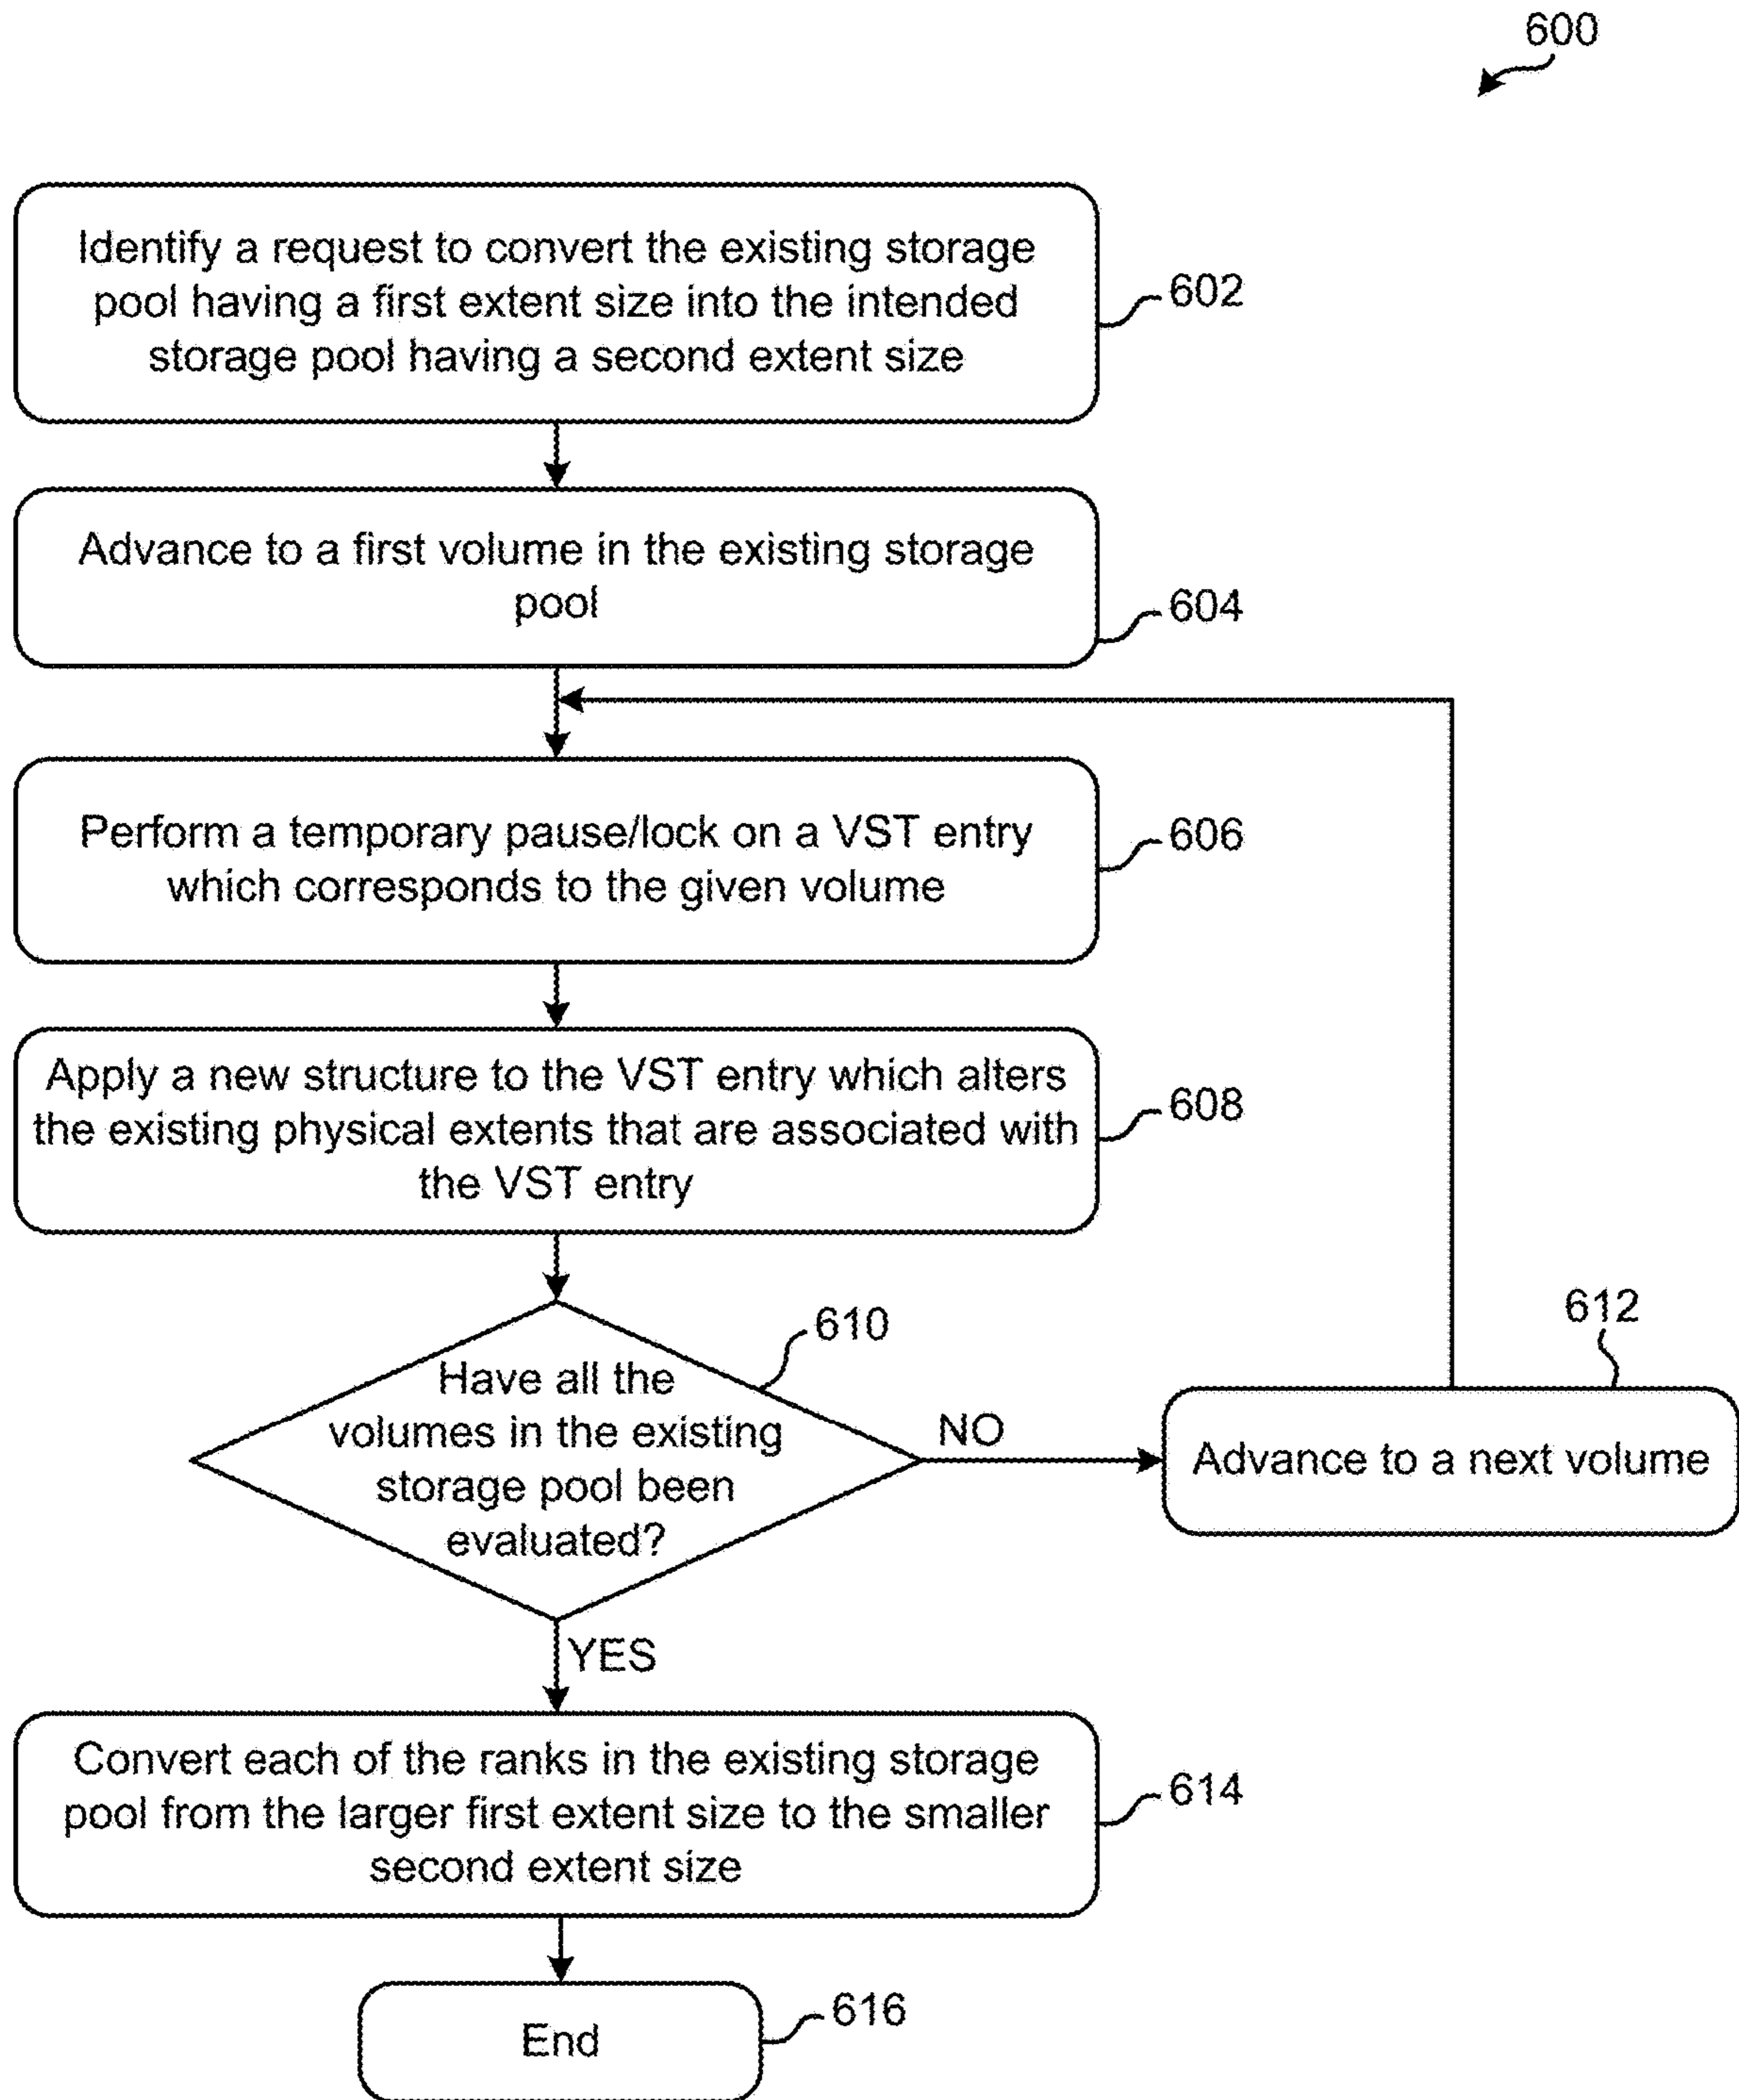 600
Identify a request to convert the existing storage
pool having a first extent size into the intended
storage pool having a second extent size
602
Advance to a first volume in the existing storage
pool
604
Perform a temporary pause/lock on a VST entry
which corresponds to the given volume
606
Apply a new structure to the VST entry which alters
the existing physical extents that are associated with
the VST entry
608
610
Have all the
volumes in the existing
storage pool been
evaluated?
NO
612
Advance to a next volume
YES
Convert each of the ranks in the existing storage
pool from the larger first extent size to the smaller
second extent size
614
End
616